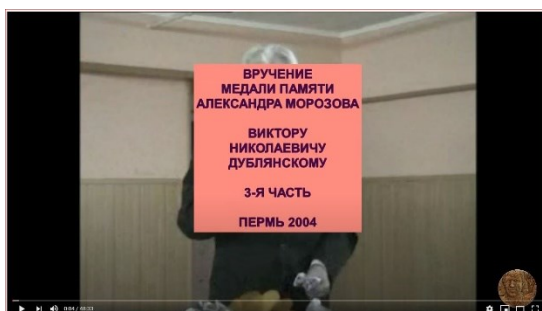 ВРУЧЕНИЕ
МЕДАЛИ ПАМЯТИ
АЛЕКСАНДРА МОРОЗОВА
ВИКТОРУ
НИКОЛАЕВИЧУ
ДУБЛЯНСКОМУ
3-Я ЧАСТЬ
ПЕРМЬ 2004